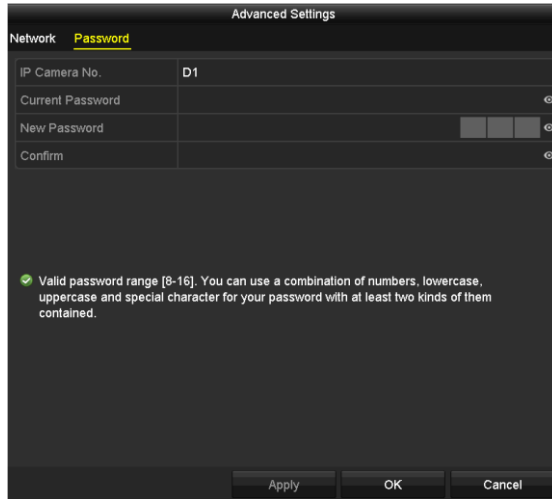 Advanced Settings
Network Password
IP Camera No. D1
Current Password
New Password
Confirm
Valid password range [8-16]. You can use a combination of numbers, lowercase,
uppercase and special character for your password with at least two kinds of them
contained.
Apply OK Cancel